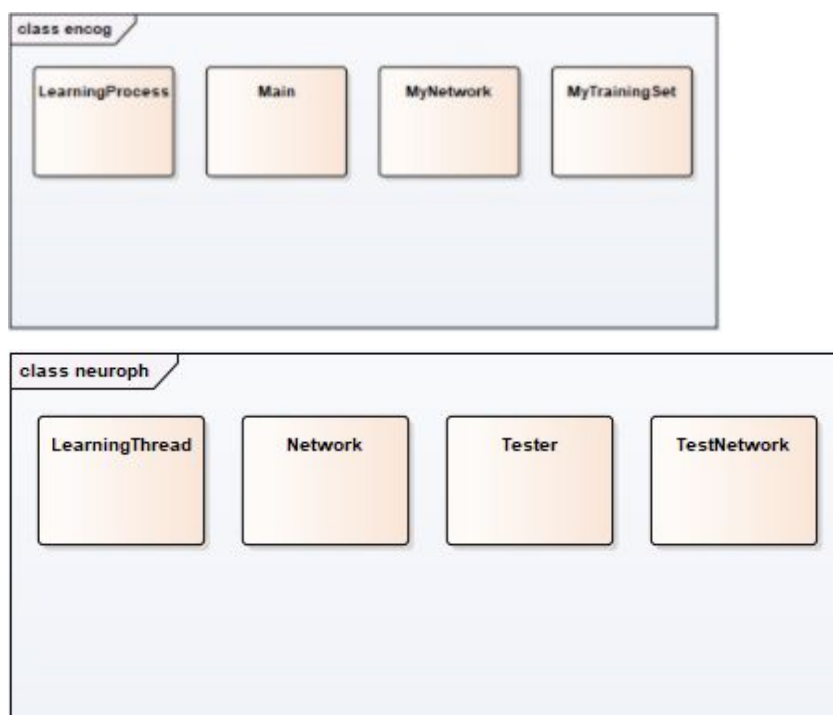 class encog
LearningProcess
Main
MyNetwork
MyTrainingSet
class neuroph
LearningThread
Network
Tester
TestNetwork